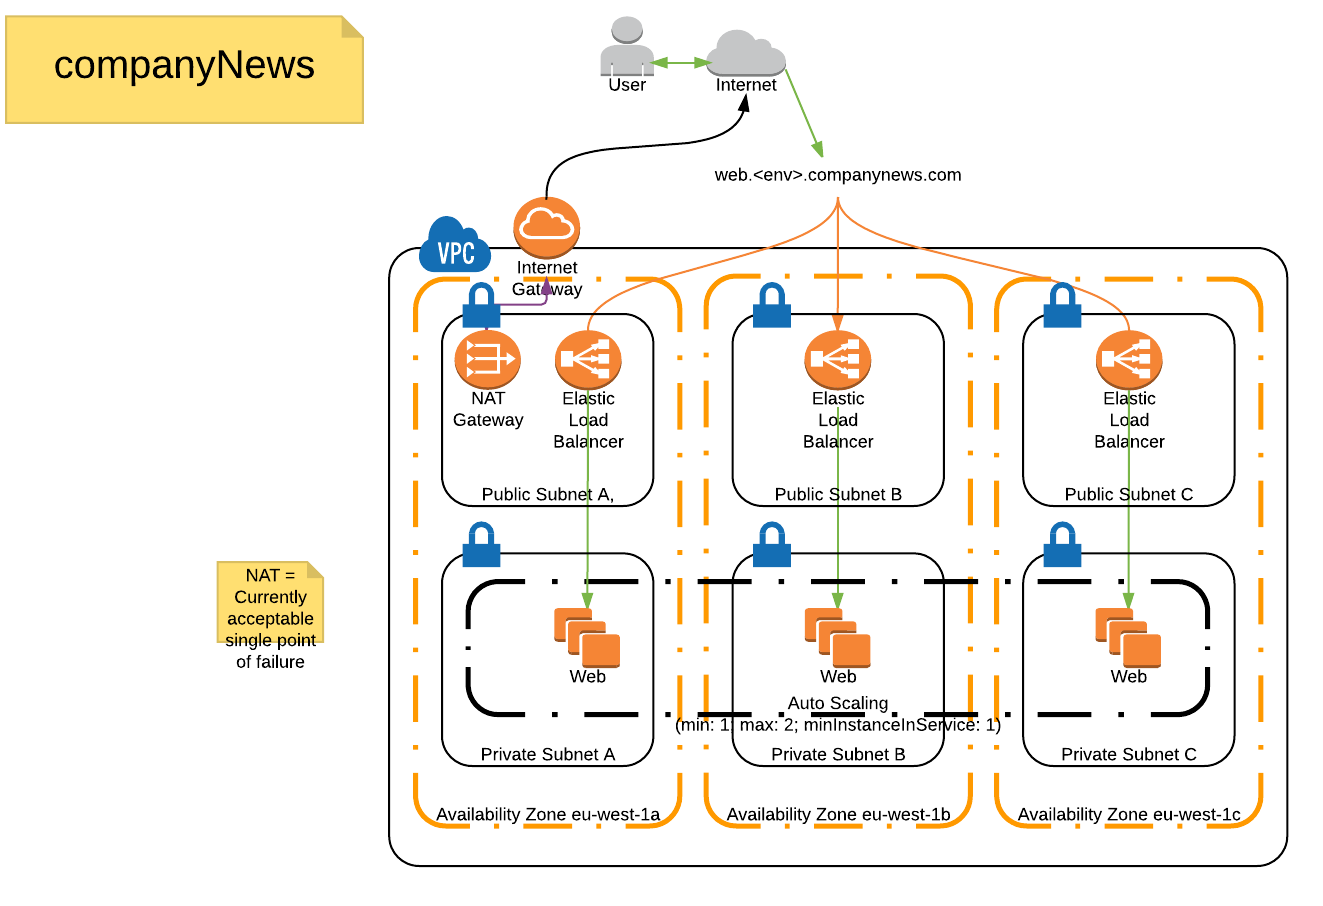 companyNews
User
Internet
web.<env>.companynews.com
VPC
Internet
Gateway
NAT
Gateway
Elastic
Load
Balancer
Elastic
Load
Balancer
Elastic
Load
Balancer
Public Subnet A,
Public Subnet B
Public Subnet C
NAT =
Currently
acceptable
single point
of failure
Web
Web
Web
Auto Scaling
(min: 1; max: 2; minInstanceInService: 1)
Private Subnet A
Private Subnet B
Private Subnet C
Availability Zone eu-west-1a
Availability Zone eu-west-1b
Availability Zone eu-west-1c